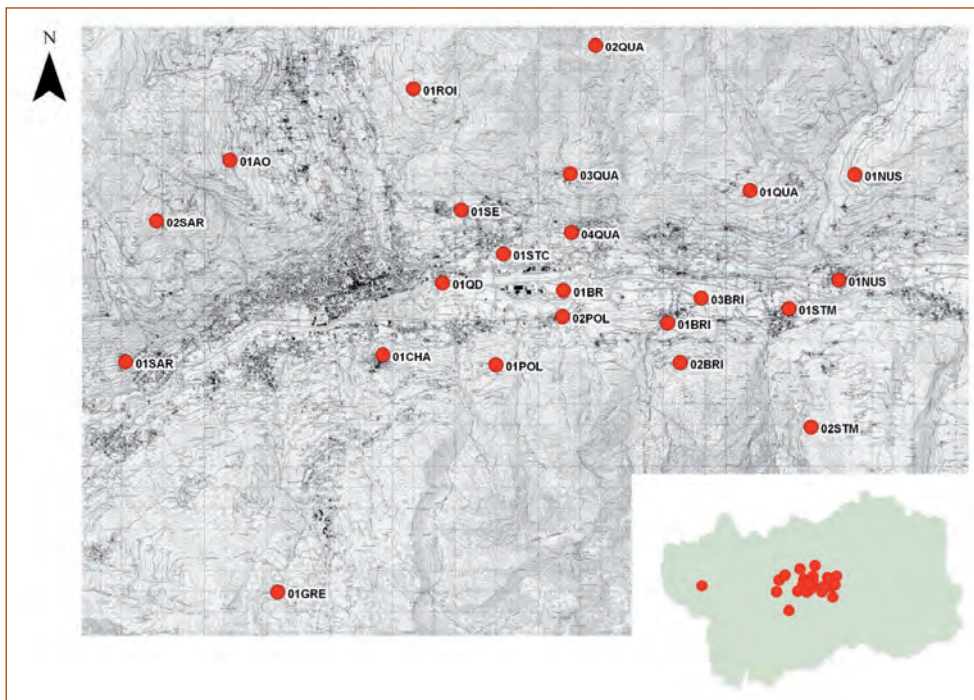 N
02QUA
01ROI
01AO
03QUA
01NUS
01QUA
01SE
02SAR
04QUA
01STC
01NUS
01QD
01BR
03BRI
01STM
02POL
01BRI
01CHA
01SAR
01POL
02BRI
02STM
01GRE